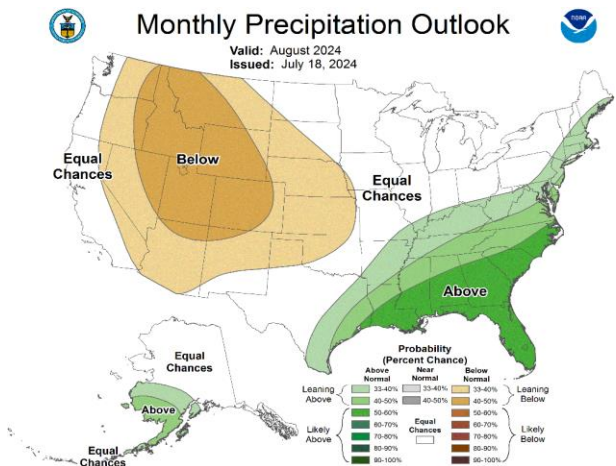 Monthly Precipitation Outlook
NOAA
Valid: August 2024
Issued: July 18, 2024
Equal
Chances
Below
Equal
Chances
Above
Equal
Chances
Above
Equal
Chances
Probability
(Percent Chance)
Above Normal
Near Normal
Below Normal
Leaning Above
33-40%
40-50%
Likely Above
50-60%
60-70%
70-80%
80-90%
90-100%
33-40%
40-50%
Equal Chances
33-40%
40-50%
Leaning Below
50-60%
60-70%
70-80%
80-90%
90-100%
Likely Below